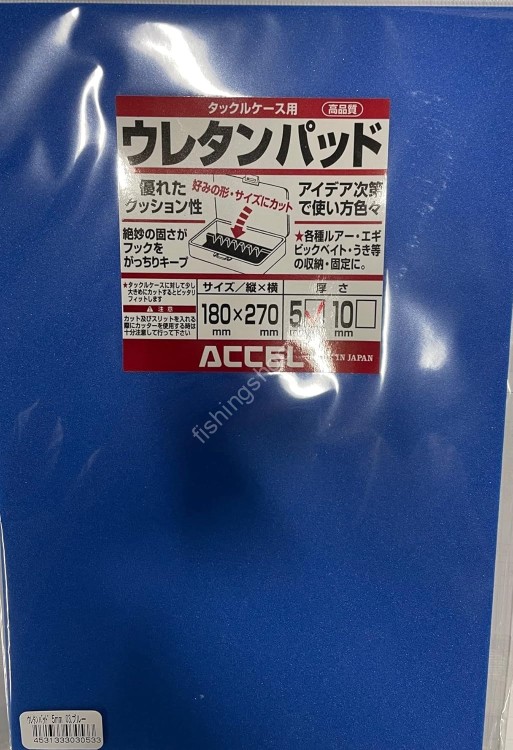 タックルケース用 高品質
ウレタンパッド
優れた
クッション性
好みの形・サイズにカット
アイデア次第
で使い方色々
絶妙の固さが
フックを
がっちりキープ
★各種ルアー・エギ
ビックベイト・うき等
の収納・固定に。
★タックルケースに対して少し
大きめにカットするとピッタリ
フィットします
⚠ 注意
カット及びスリットを入れる
際にカッターを使用する時は
十分注意して行って下さい
サイズ/縦×横
180×270
mm mm
厚さ
5 10
mm mm
ACCEL
JAPAN
fishingsho
ウレタンパッド 5mm 03.ブルー
4531333030533